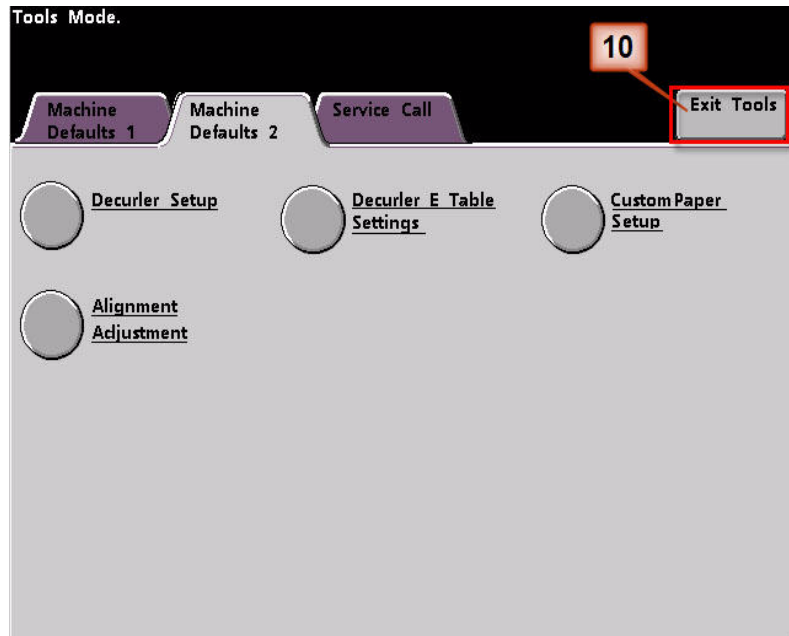 Tools Mode.
10
Machine
Defaults 1
Machine
Defaults 2
Service Call
Exit Tools
Decurler Setup
Decurler E Table
Settings
Custom Paper
Setup
Alignment
Adjustment